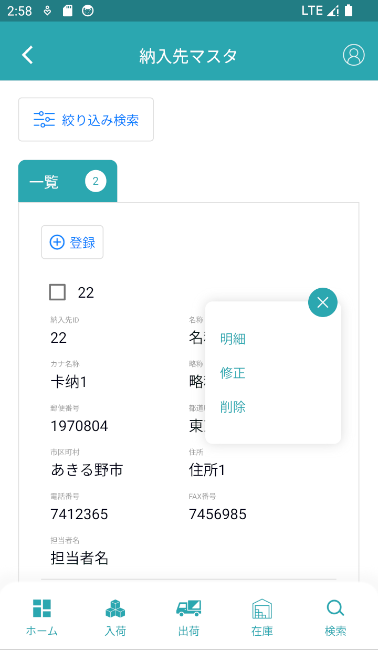 2:58
LTE
納入先マスタ
絞り込み検索
一覧 2
登録
22
納入先ID
22
名称
カナ名称
卡纳1
略称
郵便番号
1970804
市区町村
あきる野市
住所
住所1
電話番号
7412365
FAX番号
7456985
担当者名
担当者名
明細
修正
削除
ホーム
入荷
出荷
在庫
検索